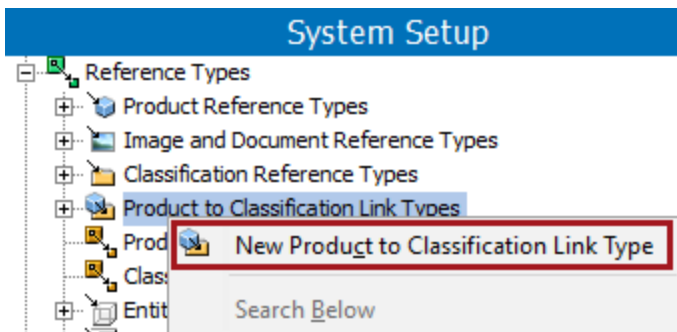 System Setup
Reference Types
Product Reference Types
Image and Document Reference Types
Classification Reference Types
Product to Classification Link Types
Prod
New Product to Classification Link Type
Class
Entit
Search Below